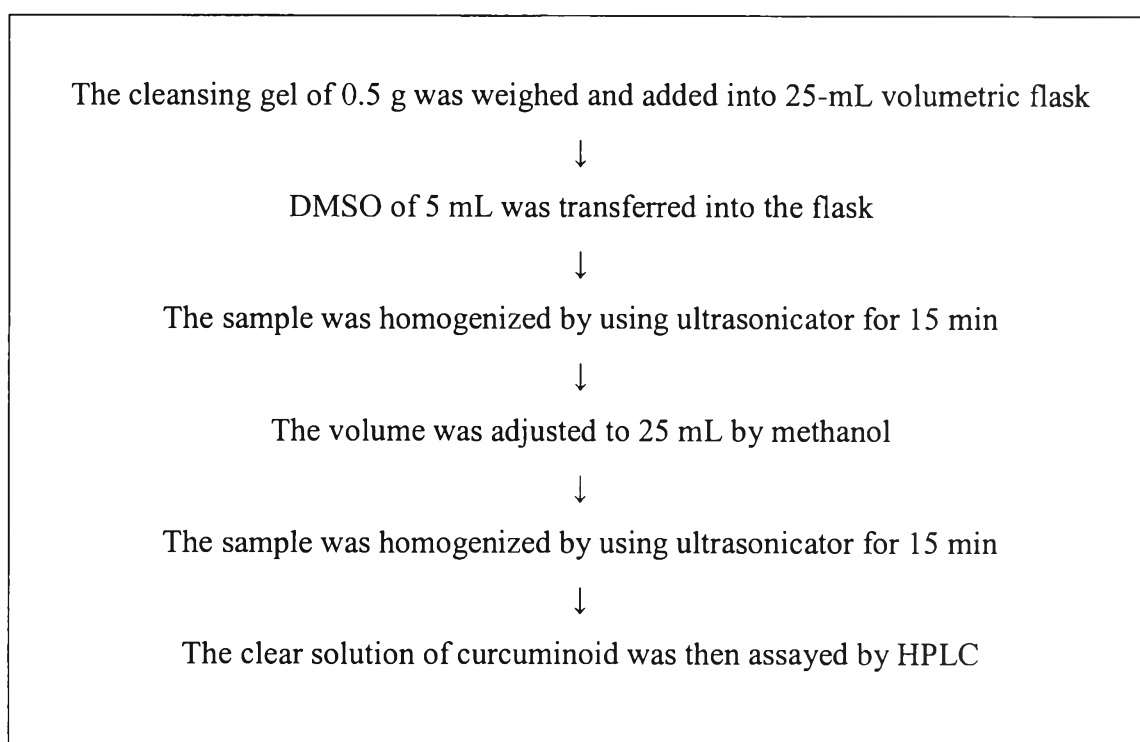 The cleansing gel of 0.5 g was weighed and added into 25-mL volumetric flask
↓
DMSO of 5 mL was transferred into the flask
↓
The sample was homogenized by using ultrasonicator for 15 min
↓
The volume was adjusted to 25 mL by methanol
↓
The sample was homogenized by using ultrasonicator for 15 min
↓
The clear solution of curcuminoid was then assayed by HPLC